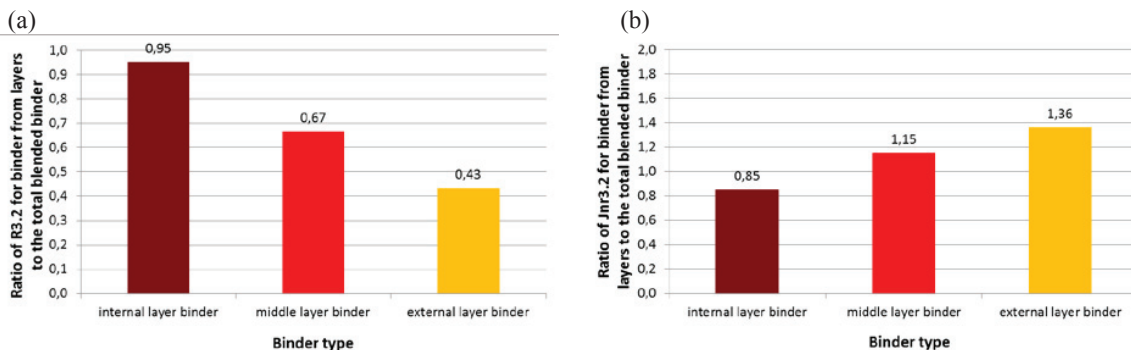 (a)
Ratio of R3.2 for binder from layers
to the total blended binder
1,0
0,9
0,8
0,7
0,6
0,5
0,4
0,3
0,2
0,1
0,0
0,95
0,67
0,43
internal layer binder
middle layer binder
external layer binder
Binder type
(b)
Ratio of Jnr3.2 for binder from
layers to the total blended binder
2,0
1,8
1,6
1,4
1,2
1,0
0,8
0,6
0,4
0,2
0,0
0,85
1,15
1,36
internal layer binder
middle layer binder
external layer binder
Binder type